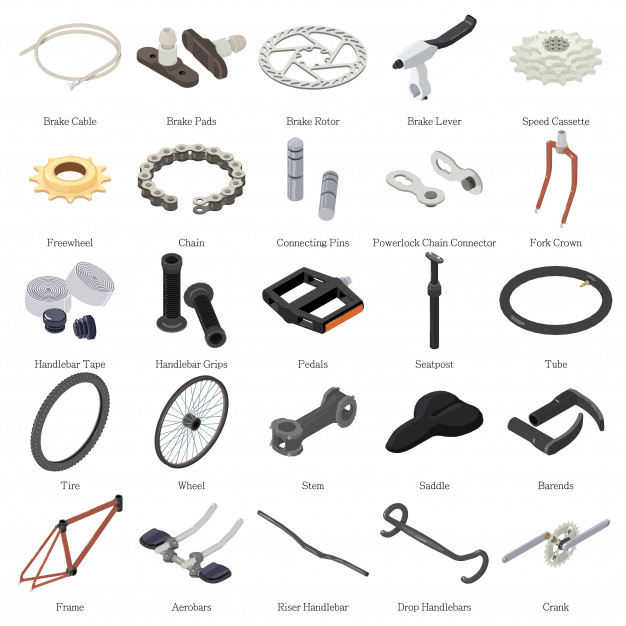 Brake Cable
Brake Pads
Brake Rotor
Brake Lever
Speed Cassette
Freewheel
Chain
Connecting Pins
Powerlock Chain Connector
Fork Crown
Handlebar Tape
Handlebar Grips
Pedals
Seatpost
Tube
Tire
Wheel
Stem
Saddle
Barends
Frame
Aerobars
Riser Handlebar
Drop Handlebars
Crank